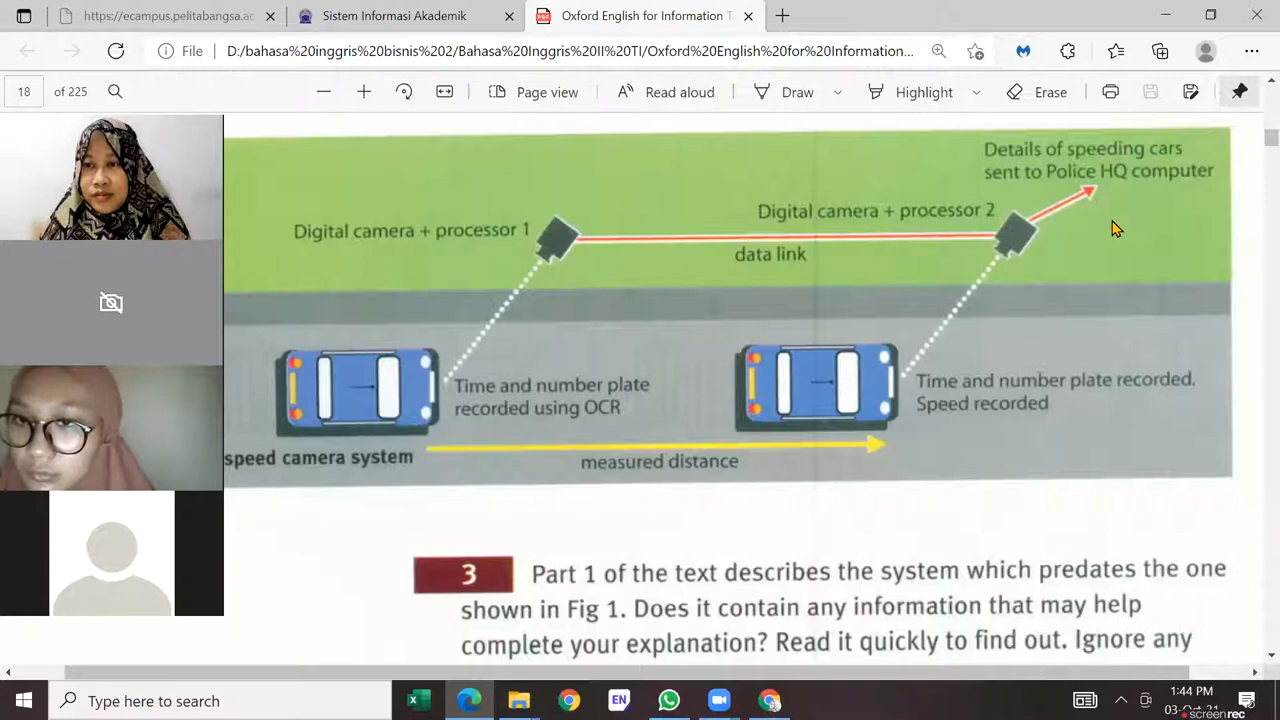 https://ecampus.pelitabangsa.ac
Sistem Informasi Akademik
Oxford English for Information T
File
D:/bahasa%20inggris%20bisnis%202/Bahasa%20Inggris%20II%20TI/Oxford%20English%20for%20Information...
18
of 225
Page view
Read aloud
Draw
Highlight
Erase
Details of speeding cars
sent to Police HQ computer
Digital camera + processor 2
Digital camera + processor 1
data link
Time and number plate
recorded using OCR
Time and number plate recorded.
Speed recorded
speed camera system
measured distance
3 Part 1 of the text describes the system which predates the one
shown in Fig 1. Does it contain any information that may help
complete your explanation? Read it quickly to find out. Ignore any
Type here to search
EN
1:44 PM
screenrec